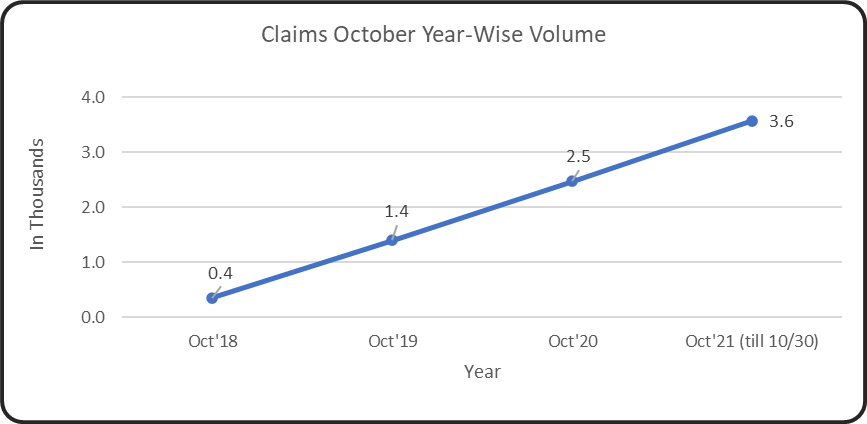 Claims October Year-Wise Volume
In Thousands
4.0
3.0
2.0
1.0
0.0
0.4
1.4
2.5
3.6
Oct'18 Oct'19 Oct'20 Oct'21 (till 10/30)
Year